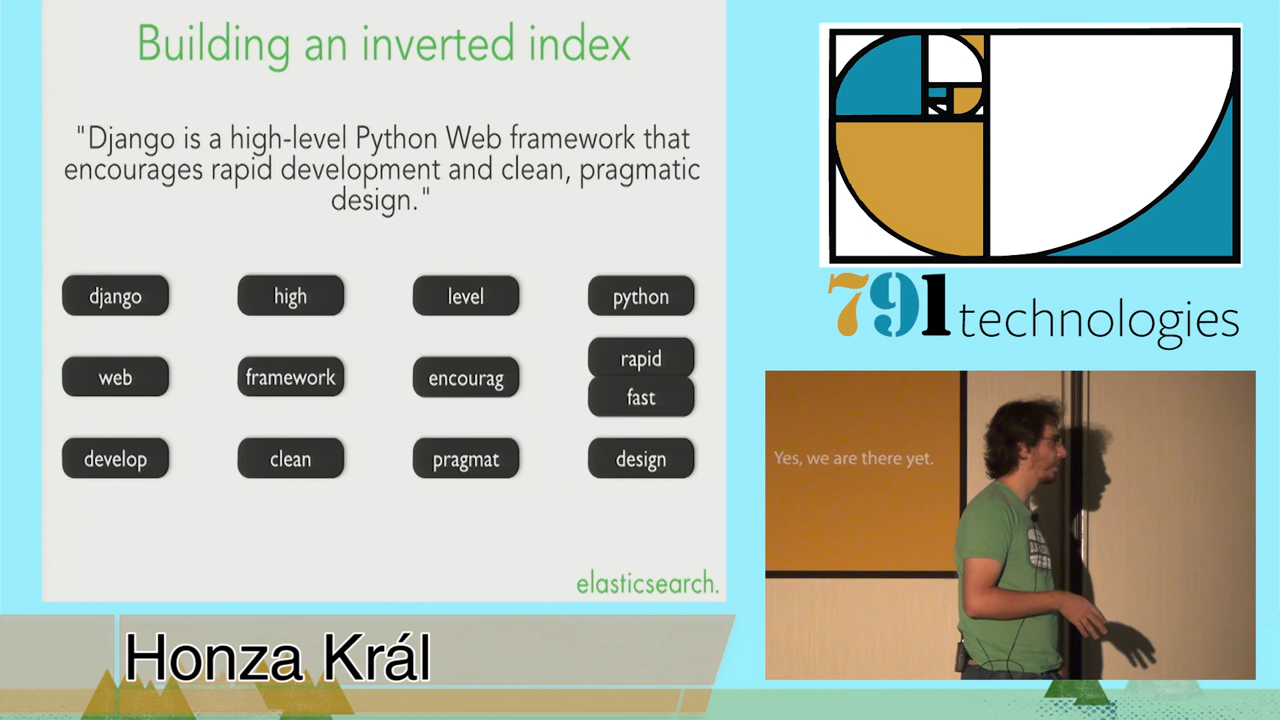 Building an inverted index
"Django is a high-level Python Web framework that
encourages rapid development and clean, pragmatic
design."
django
high
level
python
web
framework
encourag
rapid
fast
develop
clean
pragmat
design
elasticsearch.
791 technologies
Yes, we are there yet.
Honza Král